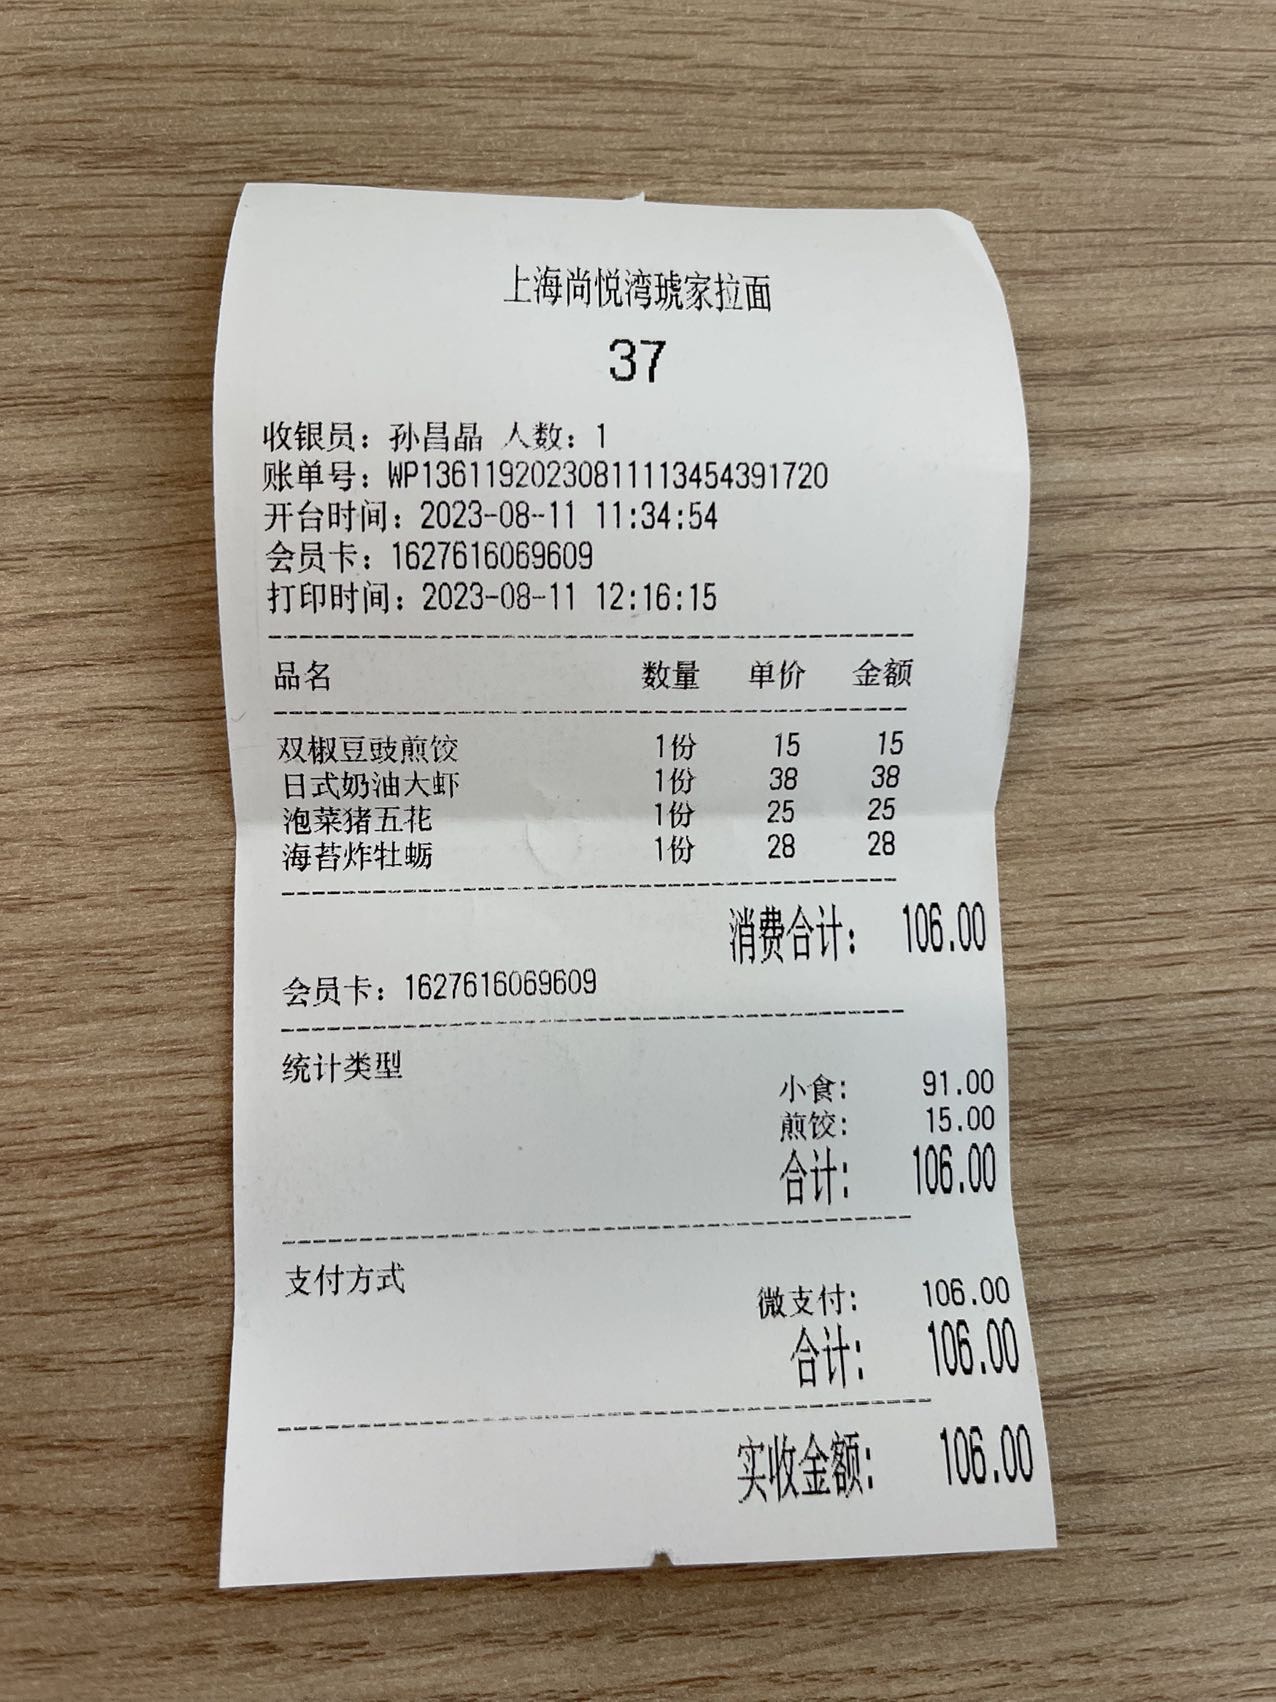 上海尚悦湾琥家拉面
37
收银员：孙昌晶 人数：1
账单号：WP13611920230811113454391720
开台时间：2023-08-11 11:34:54
会员卡：1627616069609
打印时间：2023-08-11 12:16:15
品名 数量 单价 金额
双椒豆豉煎饺 1份 15 15
日式奶油大虾 1份 38 38
泡菜猪五花 1份 25 25
海苔炸牡蛎 1份 28 28
消费合计： 106.00
会员卡：1627616069609
统计类型
小食: 91.00
煎饺: 15.00
合计: 106.00
支付方式
微支付: 106.00
合计: 106.00
实收金额: 106.00